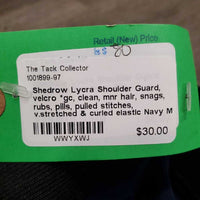 Retail (New) Price
is $ 80
The Tack Collector
1001899-97
Shedrow Lycra Shoulder Guard,
velcro *gc, clean, mnr hair, snags,
rubs, pills, pulled stitches,
v.stretched & curled elastic Navy M
WWYXWJ
$30.00